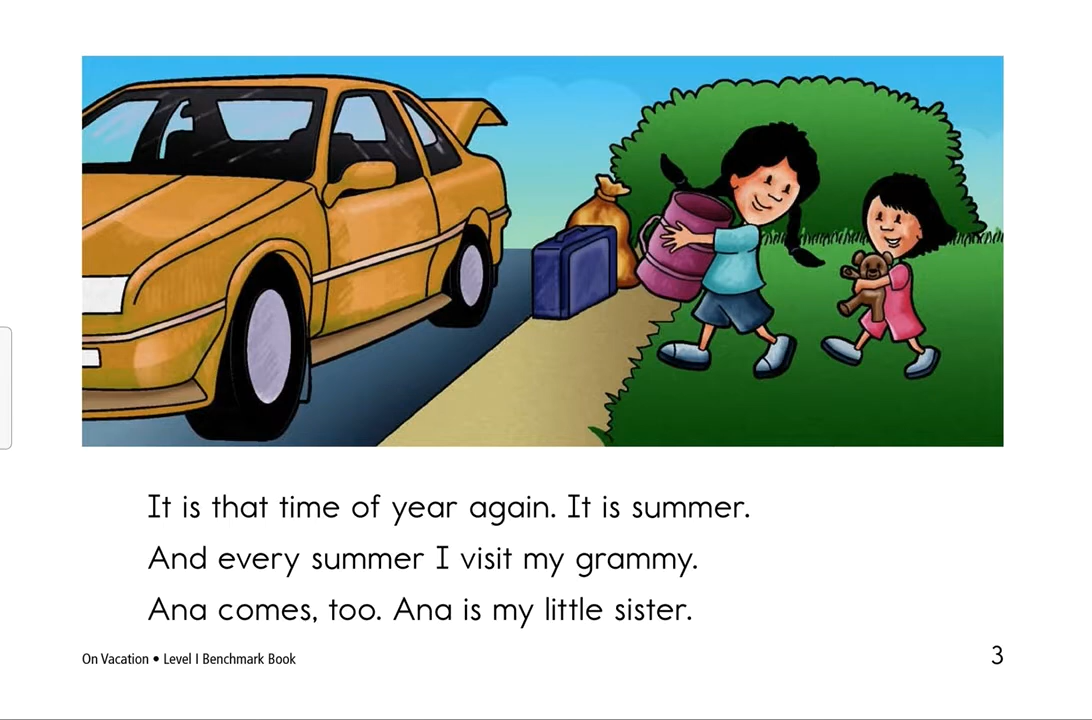 It is that time of year again. It is summer.
And every summer I visit my grammy.
Ana comes, too. Ana is my little sister.
On Vacation • Level I Benchmark Book
3